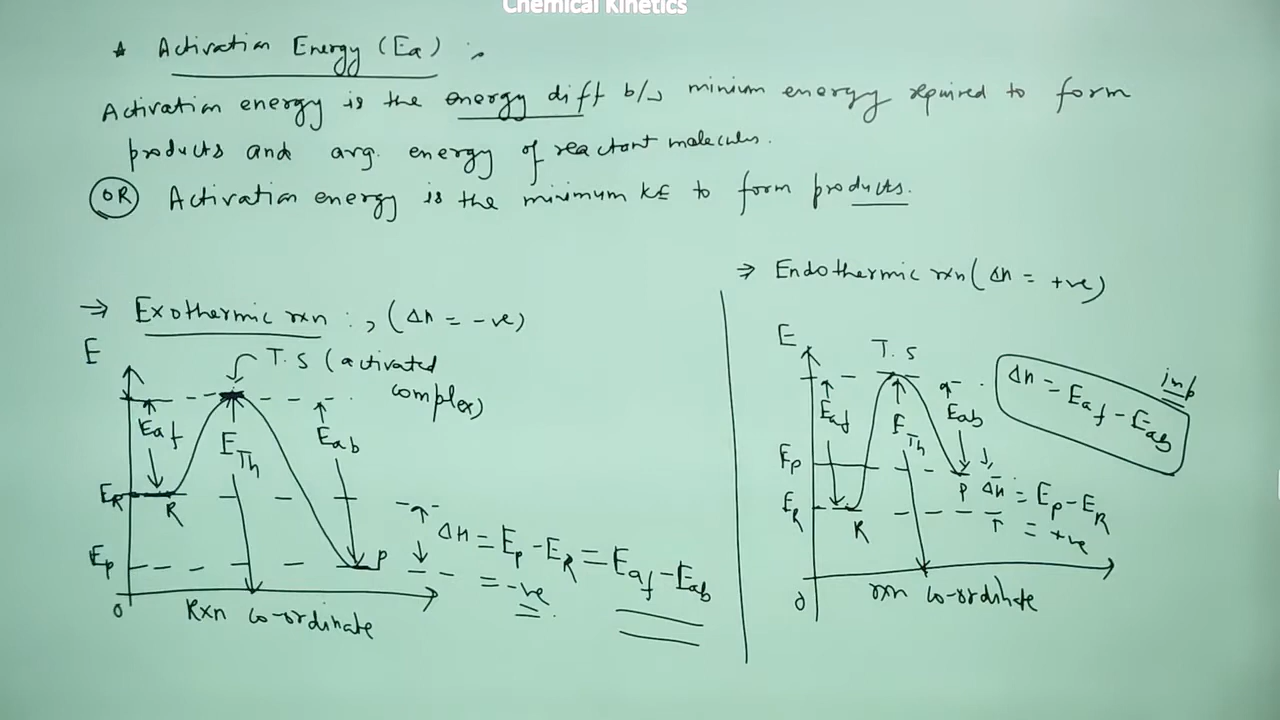 Chemical Kinetics
* Activation Energy (Ea) :-
Activation energy is the energy diff b/w minium energy required to form
products and avg. energy of reactant molecules.
OR Activation energy is the minimum KE to form products.
⇒ Exothermic rxn :, (ΔH = -ve)
E
T.S (activated
complex)
Eaf
ETh
Eab
ER
R
Ep
P
ΔH = Ep - ER = Eaf - Eab
= -ve
0
Rxn co-ordinate
⇒ Endothermic rxn (ΔH = +ve)
E
T.S
imp
ΔH = Eaf - Eab
Eaf
ETh
Eab
Ep
P
ΔH = Ep - ER
ER
R
= +ve
0
rxn co-ordinate